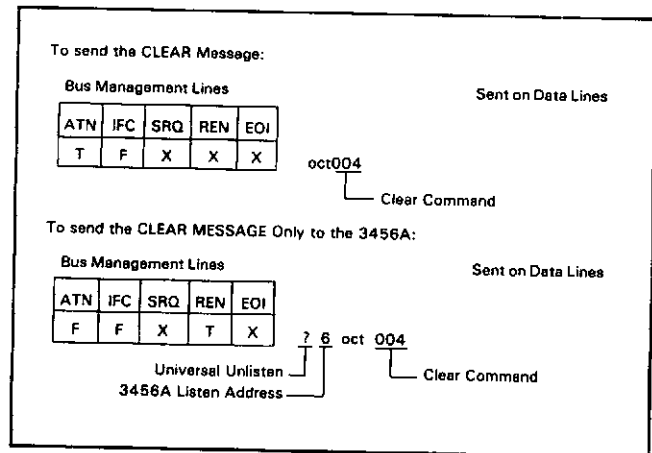 To send the CLEAR Message:
Bus Management Lines
Sent on Data Lines
ATN IFC SRQ REN EOI
T F X X X
oct004
Clear Command
To send the CLEAR MESSAGE Only to the 3456A:
Bus Management Lines
Sent on Data Lines
ATN IFC SRQ REN EOI
F F X T X
? 6 oct 004
Universal Unlisten
Clear Command
3456A Listen Address